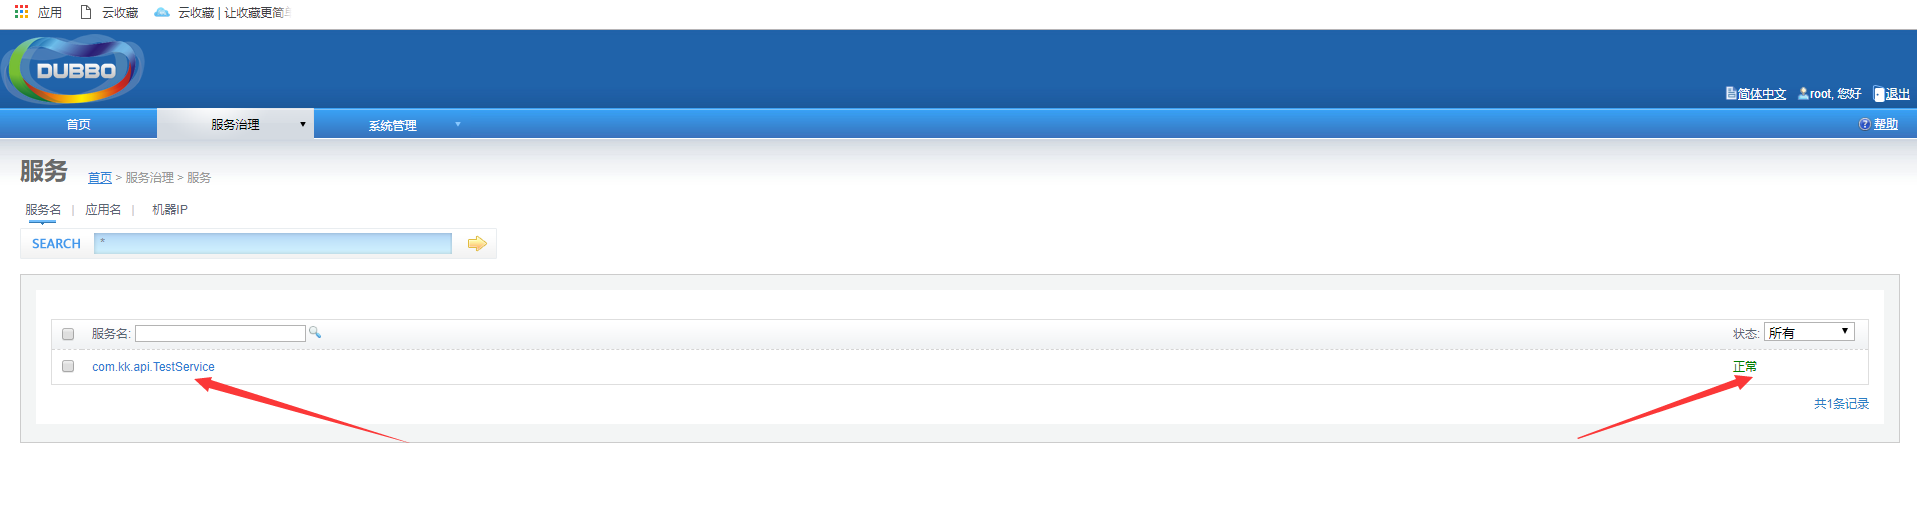 应用 云收藏 云收藏 | 让收藏更简
DUBBO
简体中文 root, 您好 退出
首页 服务治理 系统管理 帮助
服务 首页 > 服务治理 > 服务
服务名 | 应用名 | 机器IP
SEARCH *
服务名: 状态: 所有
com.kk.api.TestService 正常
共1条记录